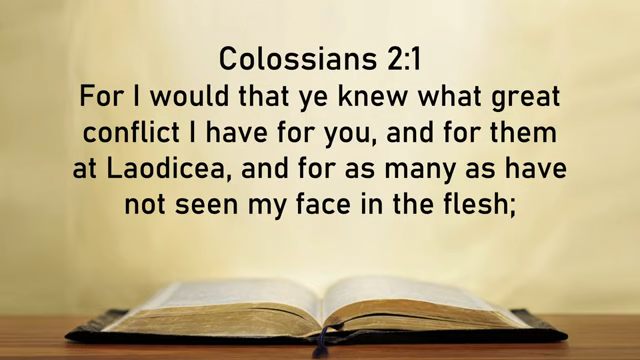 Colossians 2:1
For I would that ye knew what great
conflict I have for you, and for them
at Laodicea, and for as many as have
not seen my face in the flesh;